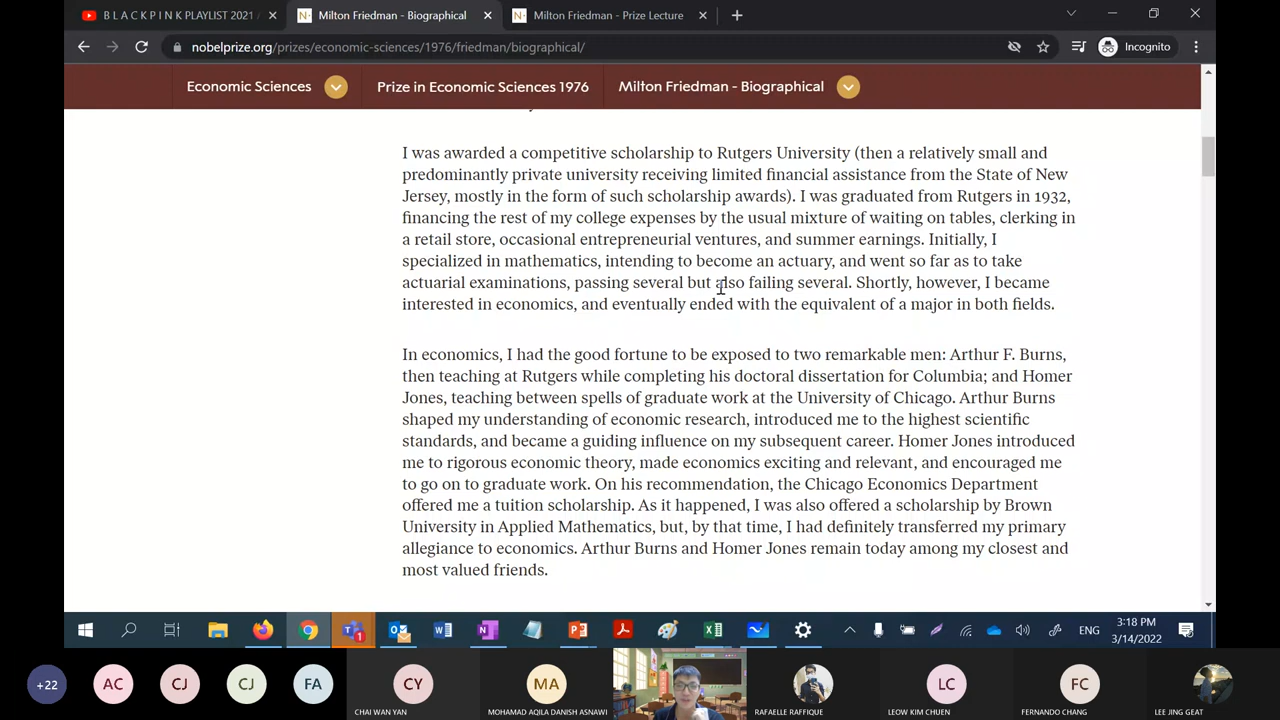 B L A C K P I N K PLAYLIST 2021 /
Milton Friedman - Biographical
Milton Friedman - Prize Lecture
nobelprize.org/prizes/economic-sciences/1976/friedman/biographical/
Incognito
Economic Sciences
Prize in Economic Sciences 1976
Milton Friedman - Biographical
I was awarded a competitive scholarship to Rutgers University (then a relatively small and
predominantly private university receiving limited financial assistance from the State of New
Jersey, mostly in the form of such scholarship awards). I was graduated from Rutgers in 1932,
financing the rest of my college expenses by the usual mixture of waiting on tables, clerking in
a retail store, occasional entrepreneurial ventures, and summer earnings. Initially, I
specialized in mathematics, intending to become an actuary, and went so far as to take
actuarial examinations, passing several but also failing several. Shortly, however, I became
interested in economics, and eventually ended with the equivalent of a major in both fields.
In economics, I had the good fortune to be exposed to two remarkable men: Arthur F. Burns,
then teaching at Rutgers while completing his doctoral dissertation for Columbia; and Homer
Jones, teaching between spells of graduate work at the University of Chicago. Arthur Burns
shaped my understanding of economic research, introduced me to the highest scientific
standards, and became a guiding influence on my subsequent career. Homer Jones introduced
me to rigorous economic theory, made economics exciting and relevant, and encouraged me
to go on to graduate work. On his recommendation, the Chicago Economics Department
offered me a tuition scholarship. As it happened, I was also offered a scholarship by Brown
University in Applied Mathematics, but, by that time, I had definitely transferred my primary
allegiance to economics. Arthur Burns and Homer Jones remain today among my closest and
most valued friends.
ENG
3:18 PM
3/14/2022
+22
AC
CJ
CJ
FA
CY
MA
LC
FC
CHAI WAN YAN
MOHAMAD AQILA DANISH ASNAWI
RAFAELLE RAFFIQUE
LEOW KIM CHUEN
FERNANDO CHANG
LEE JING GEAT